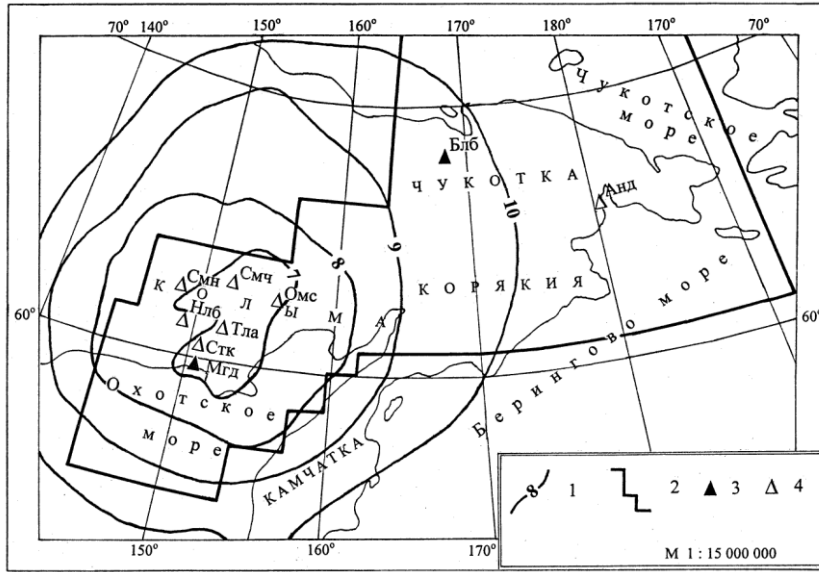 70° 140° 150° 160° 170° 180° 170° 70°
Чукотское
море
Блб
ЧУКОТКА
Анд
10
9
8
7
Смн
Смч
Омс
КОЛЫМА
КОРЯКИЯ
60°
60°
Нлб
Тла
Стк
Мгд
Охотское
море
Берингово море
КАМЧАТКА
8 1 2 3 4
М 1 : 15 000 000
150° 160° 170°